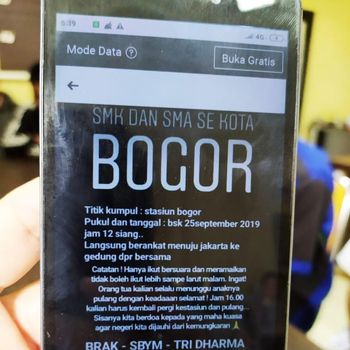 5:19
4G
Mode Data ?
Buka Gratis
SMK DAN SMA SE KOTA
BOGOR
Titik kumpul : stasiun bogor
Pukul dan tanggal : bsk 25september 2019
jam 12 siang..
Langsung berankat menuju jakarta ke
gedung dpr bersama
Catatan ! Hanya ikut bersuara dan meramaikan
tidak boleh ikut lebih sampe larut malam. Ingat!
Orang tua kalian selalu menunggu anaknya
pulang dengan keadaaan selamat ! Jam 16.00
kalian harus kembali pergi kestasiun dan pulang...
Sisanya kita berdoa kepada yang maha kuasa
agar negeri kita dijauhi dari kemungkaran 🙏
BRAK - SBYM - TRI DHARMA